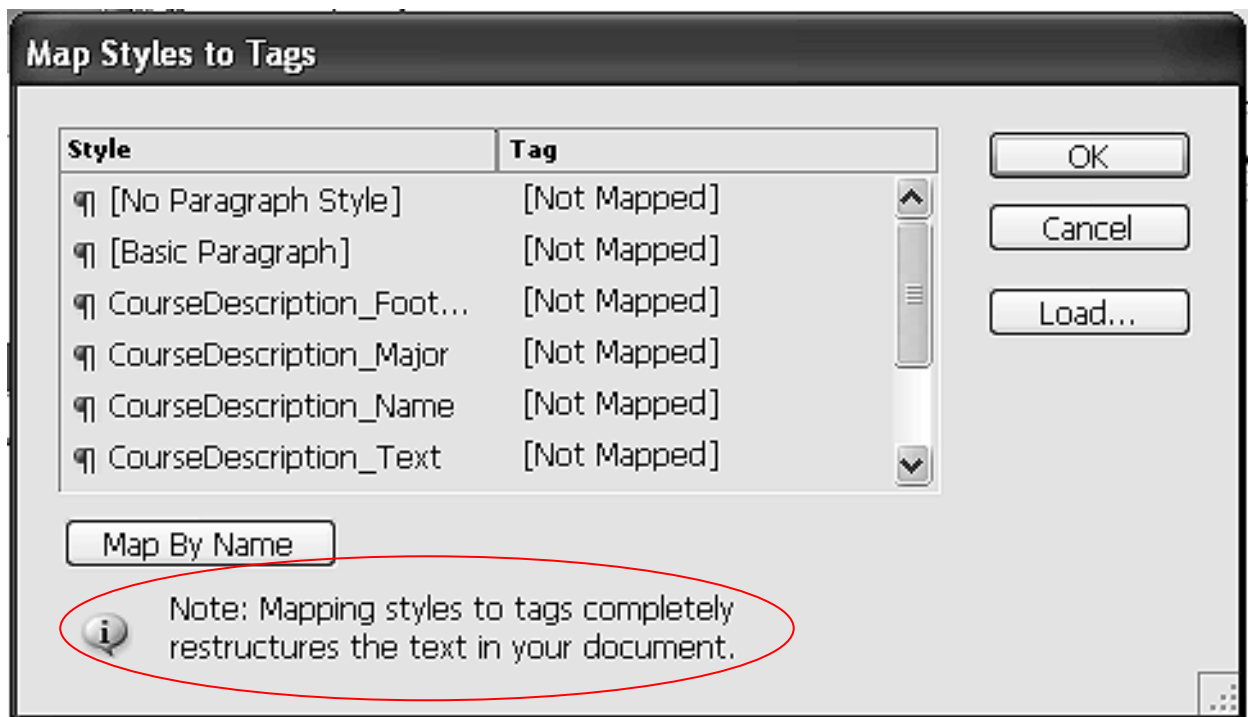 Map Styles to Tags
Style Tag
¶ [No Paragraph Style] [Not Mapped]
¶ [Basic Paragraph] [Not Mapped]
¶ CourseDescription_Foot... [Not Mapped]
¶ CourseDescription_Major [Not Mapped]
¶ CourseDescription_Name [Not Mapped]
¶ CourseDescription_Text [Not Mapped]
OK
Cancel
Load...
Map By Name
Note: Mapping styles to tags completely
restructures the text in your document.